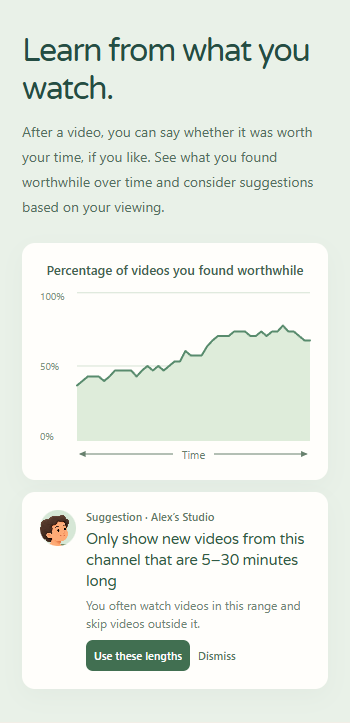 Learn from what you
watch.
After a video, you can say whether it was worth
your time, if you like. See what you found
worthwhile over time and consider suggestions
based on your viewing.
Percentage of videos you found worthwhile
100%
50%
0%
Time
Suggestion · Alex's Studio
Only show new videos from this
channel that are 5–30 minutes
long
You often watch videos in this range and
skip videos outside it.
Use these lengths Dismiss